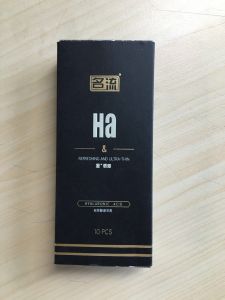 名流
Ha
&
REFRESHING AND ULTRA-THIN
HYALURONIC ACID
10 PCS